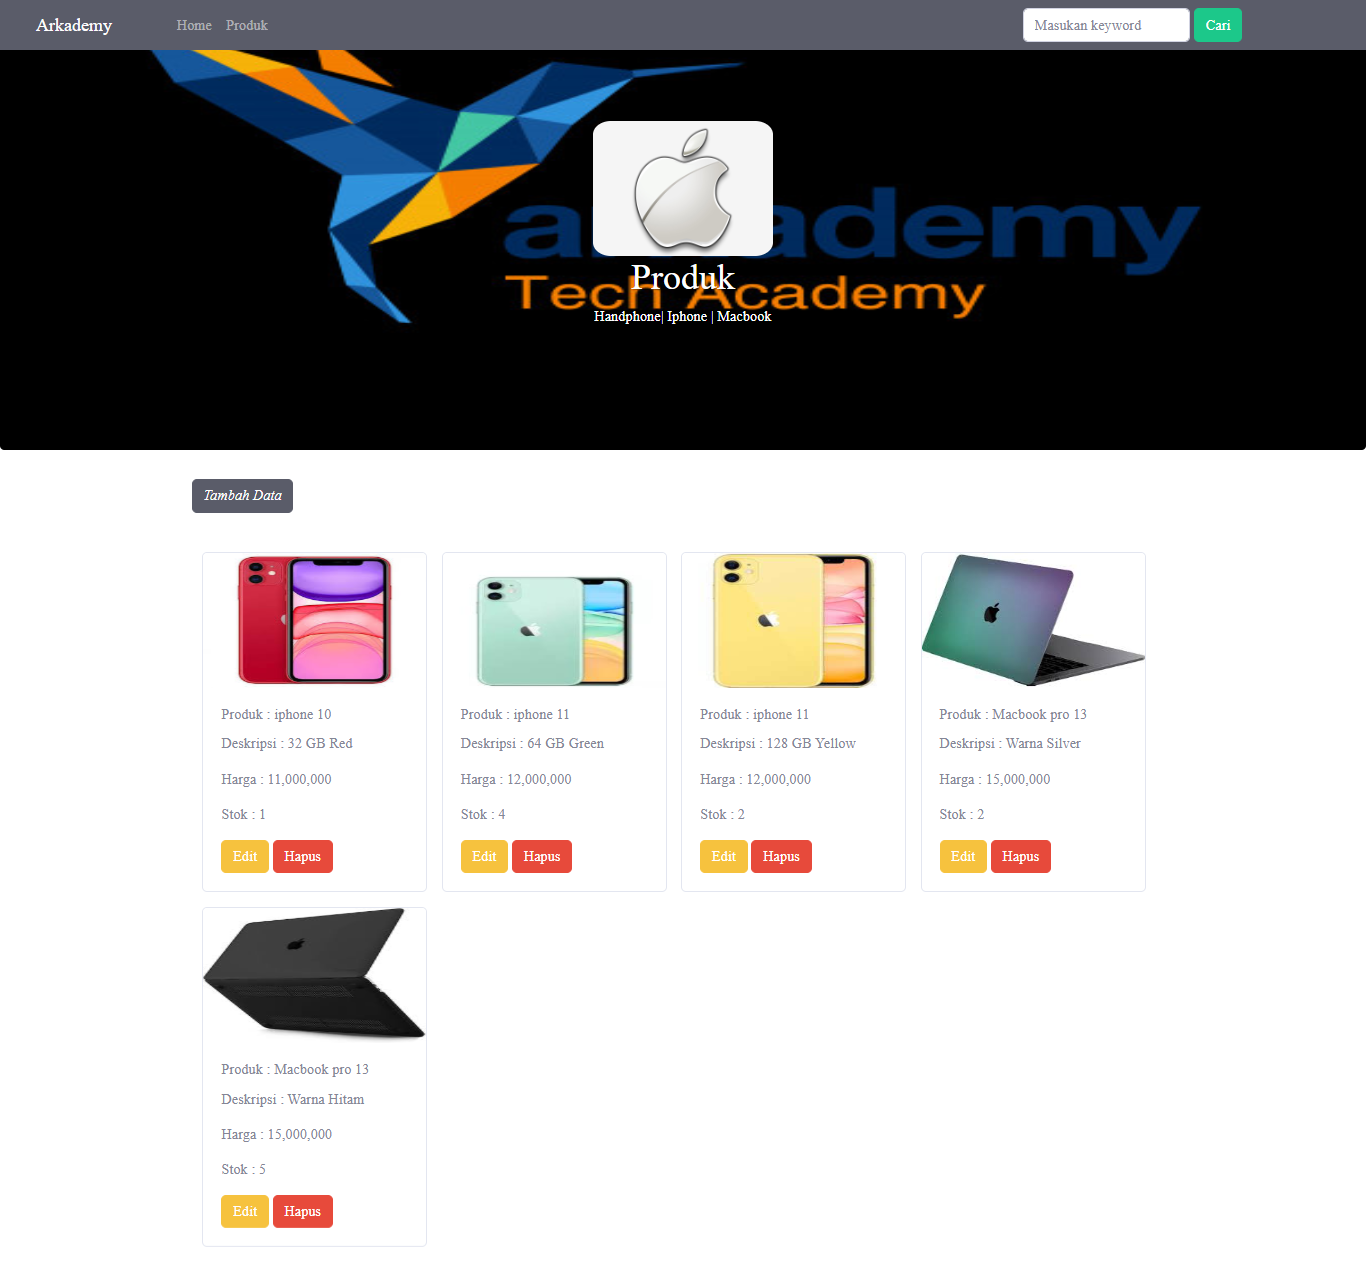 Arkademy Home Produk Masukan keyword Cari
arkademy
Tech Academy
Produk
Handphone| Iphone | Macbook
Tambah Data
Produk : iphone 10
Deskripsi : 32 GB Red
Harga : 11,000,000
Stok : 1
Edit Hapus
Produk : iphone 11
Deskripsi : 64 GB Green
Harga : 12,000,000
Stok : 4
Edit Hapus
Produk : iphone 11
Deskripsi : 128 GB Yellow
Harga : 12,000,000
Stok : 2
Edit Hapus
Produk : Macbook pro 13
Deskripsi : Warna Silver
Harga : 15,000,000
Stok : 2
Edit Hapus
Produk : Macbook pro 13
Deskripsi : Warna Hitam
Harga : 15,000,000
Stok : 5
Edit Hapus